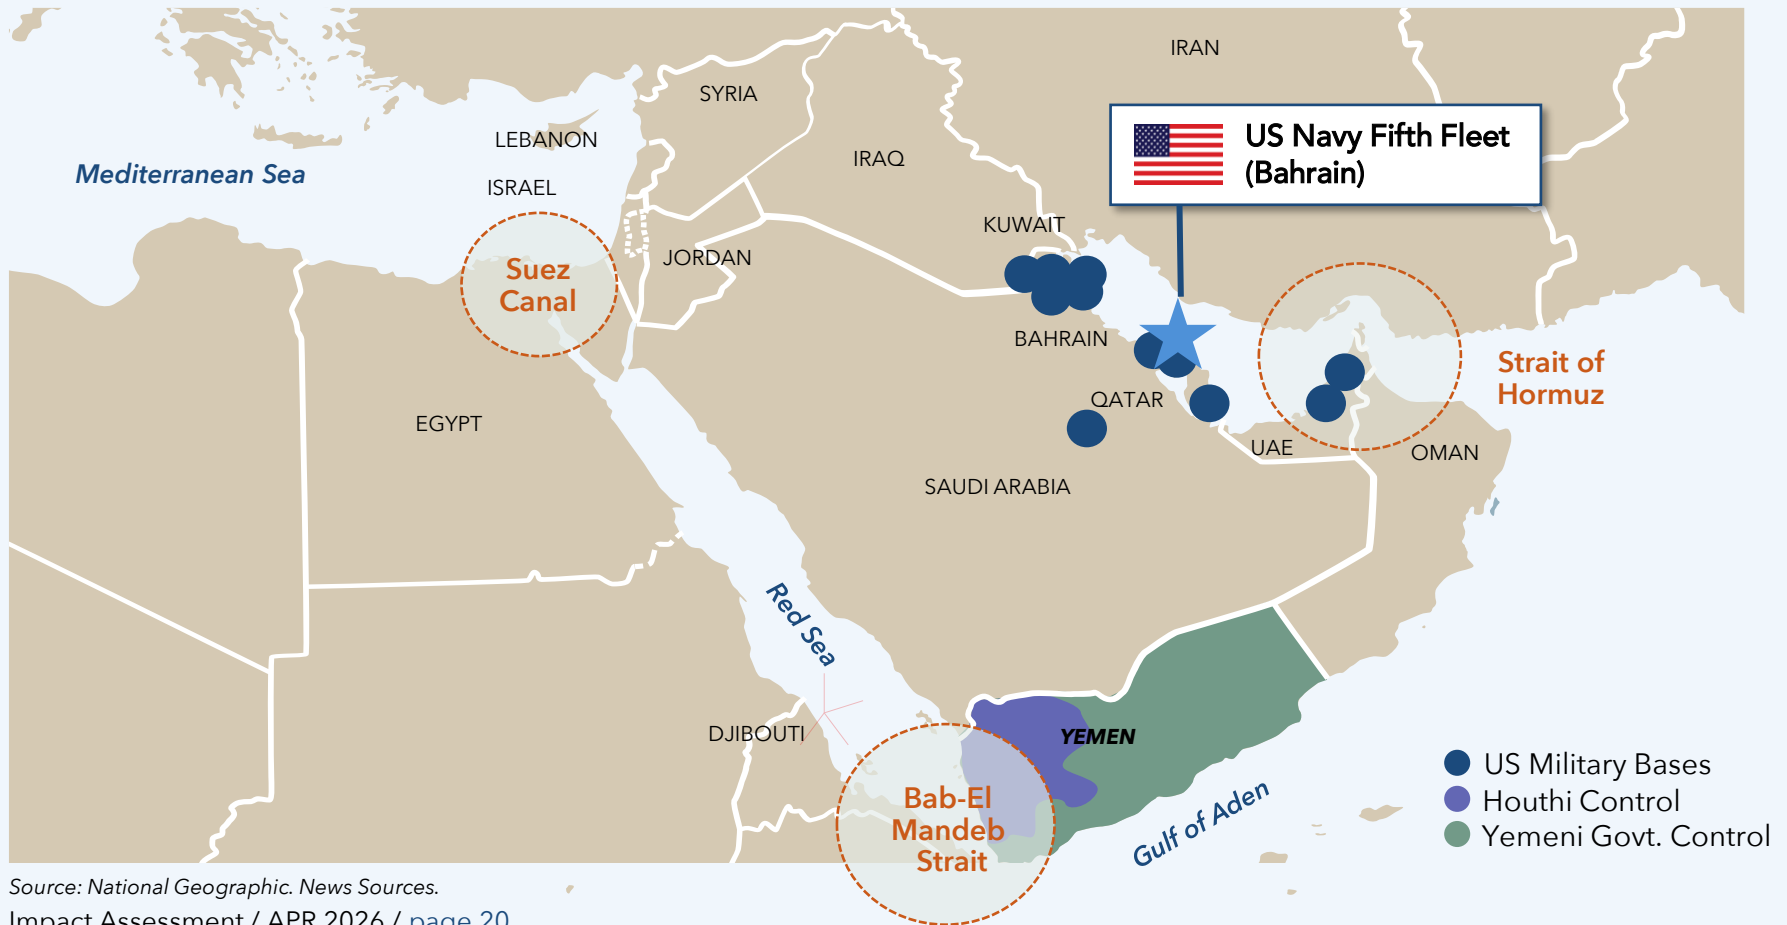 IRAN
SYRIA
LEBANON
US Navy Fifth Fleet
(Bahrain)
IRAQ
Mediterranean Sea
ISRAEL
KUWAIT
JORDAN
Suez
Canal
BAHRAIN
Strait of
Hormuz
QATAR
EGYPT
UAE
OMAN
SAUDI ARABIA
Red Sea
DJIBOUTI
YEMEN
Bab-El
Mandeb
Strait
Gulf of Aden
US Military Bases
Houthi Control
Yemeni Govt. Control
Source: National Geographic. News Sources.
Impact Assessment / APR 2026 / page 20